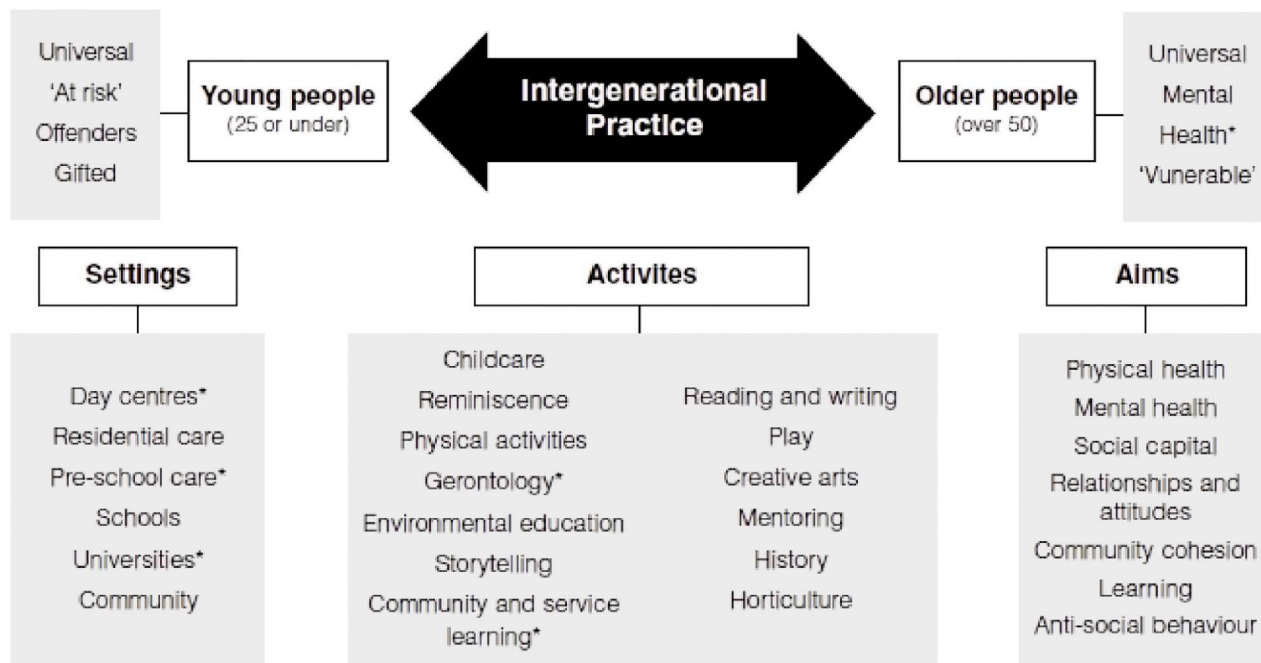 Universal
'At risk'
Offenders
Gifted
Young people
(25 or under)
Intergenerational
Practice
Older people
(over 50)
Universal
Mental
Health*
'Vunerable'
Settings
Day centres*
Residential care
Pre-school care*
Schools
Universities*
Community
Activites
Childcare
Reminiscence
Physical activities
Gerontology*
Environmental education
Storytelling
Community and service
learning*
Reading and writing
Play
Creative arts
Mentoring
History
Horticulture
Aims
Physical health
Mental health
Social capital
Relationships and
attitudes
Community cohesion
Learning
Anti-social behaviour